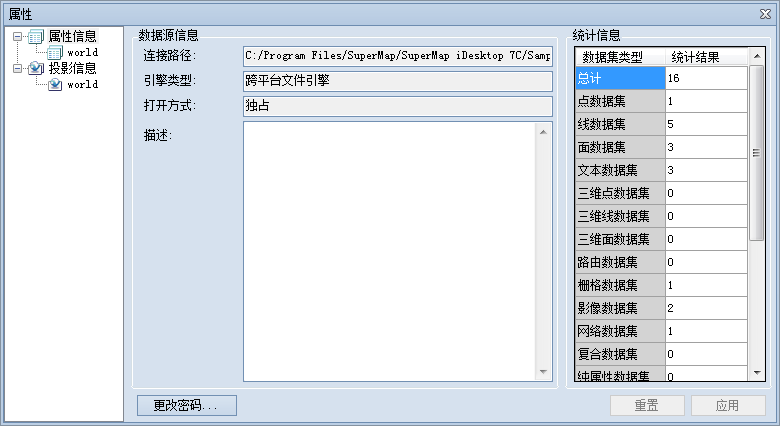 属性
属性信息
world
投影信息
world
数据源信息
连接路径: C:/Program Files/SuperMap/SuperMap iDesktop 7C/Samp
引擎类型: 跨平台文件引擎
打开方式: 独占
描述:
更改密码...
统计信息
数据集类型 统计结果
总计 16
点数据集 1
线数据集 5
面数据集 3
文本数据集 3
三维点数据集 0
三维线数据集 0
三维面数据集 0
路由数据集 0
栅格数据集 1
影像数据集 2
网络数据集 1
复合数据集 0
纯属性数据集 0
重置 应用